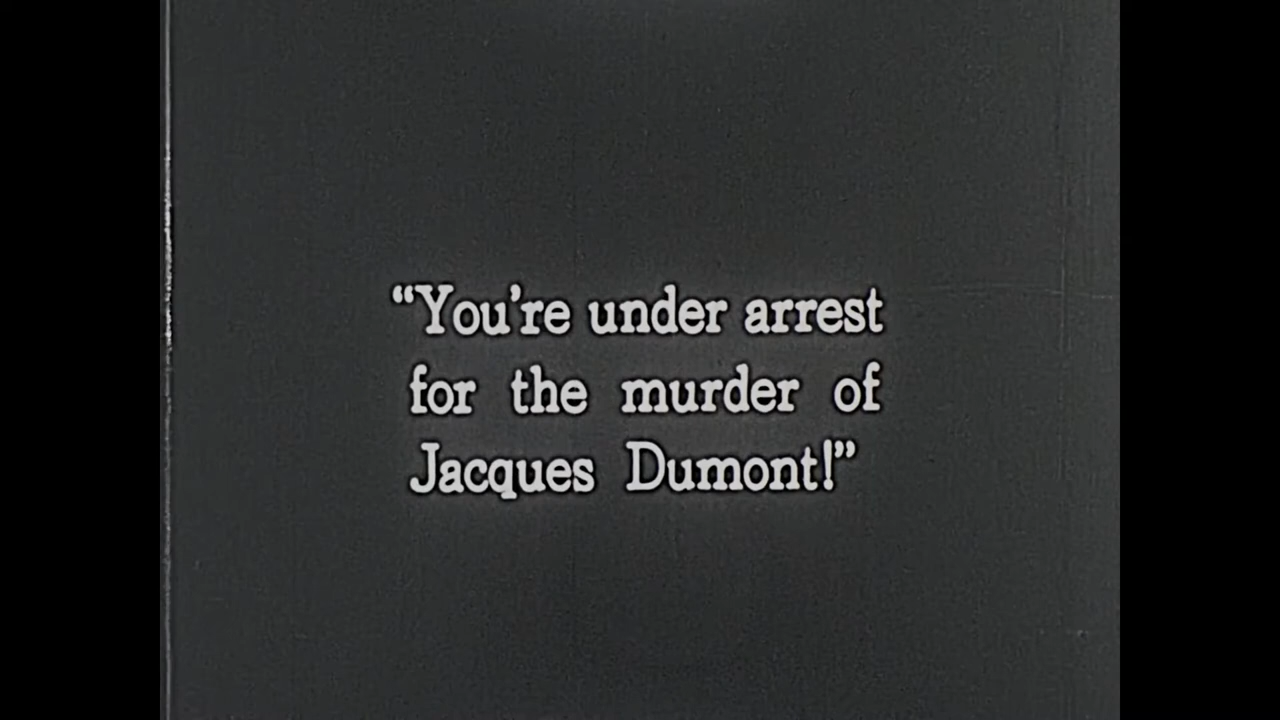 “You’re under arrest
for the murder of
Jacques Dumont!”